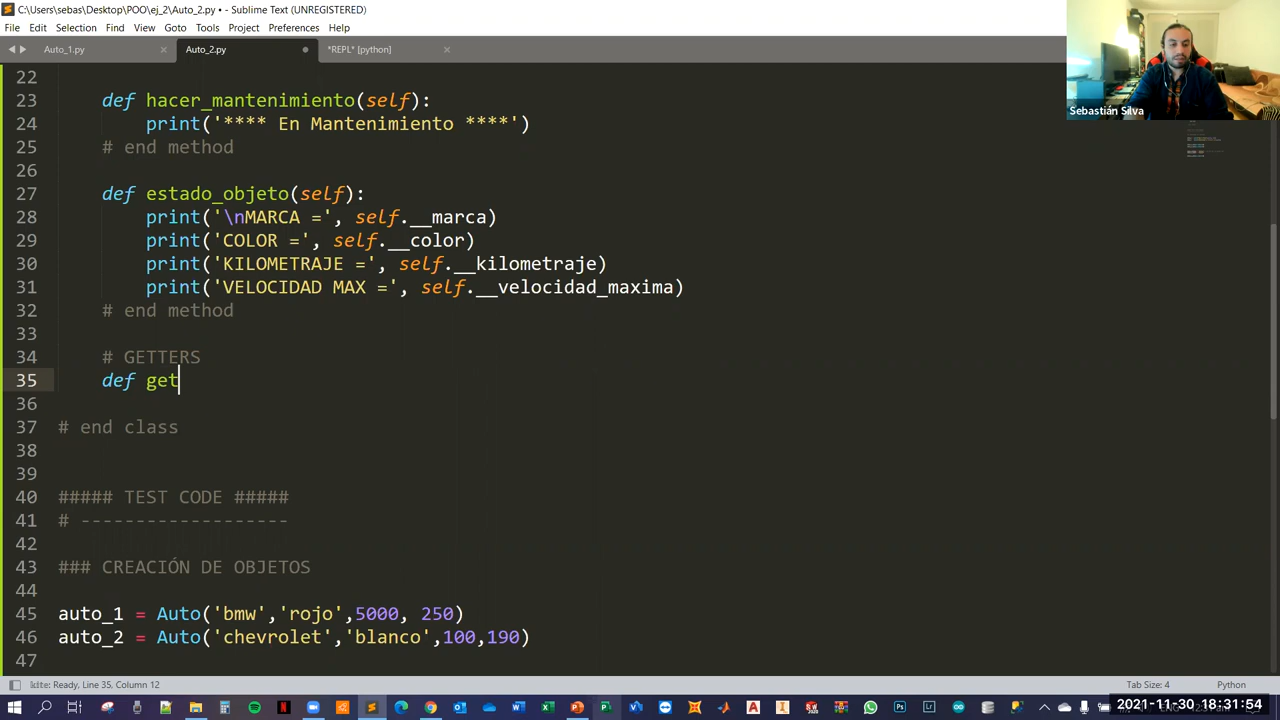 C:\Users\sebas\Desktop\POO\ej_2\Auto_2.py • - Sublime Text (UNREGISTERED)
File Edit Selection Find View Goto Tools Project Preferences Help
Auto_1.py × Auto_2.py *REPL* [python] ×
22
23 def hacer_mantenimiento(self):
24 print('**** En Mantenimiento ****')
25 # end method
26
27 def estado_objeto(self):
28 print('\nMARCA =', self.__marca)
29 print('COLOR =', self.__color)
30 print('KILOMETRAJE =', self.__kilometraje)
31 print('VELOCIDAD MAX =', self.__velocidad_maxima)
32 # end method
33
34 # GETTERS
35 def get
36
37 # end class
38
39
40 ##### TEST CODE #####
41 # -------------------
42
43 ### CREACIÓN DE OBJETOS
44
45 auto_1 = Auto('bmw','rojo',5000, 250)
46 auto_2 = Auto('chevrolet','blanco',100,190)
47
Sebastián Silva
Ready, Line 35, Column 12
Tab Size: 4 Python
2021-11-30 18:31:54